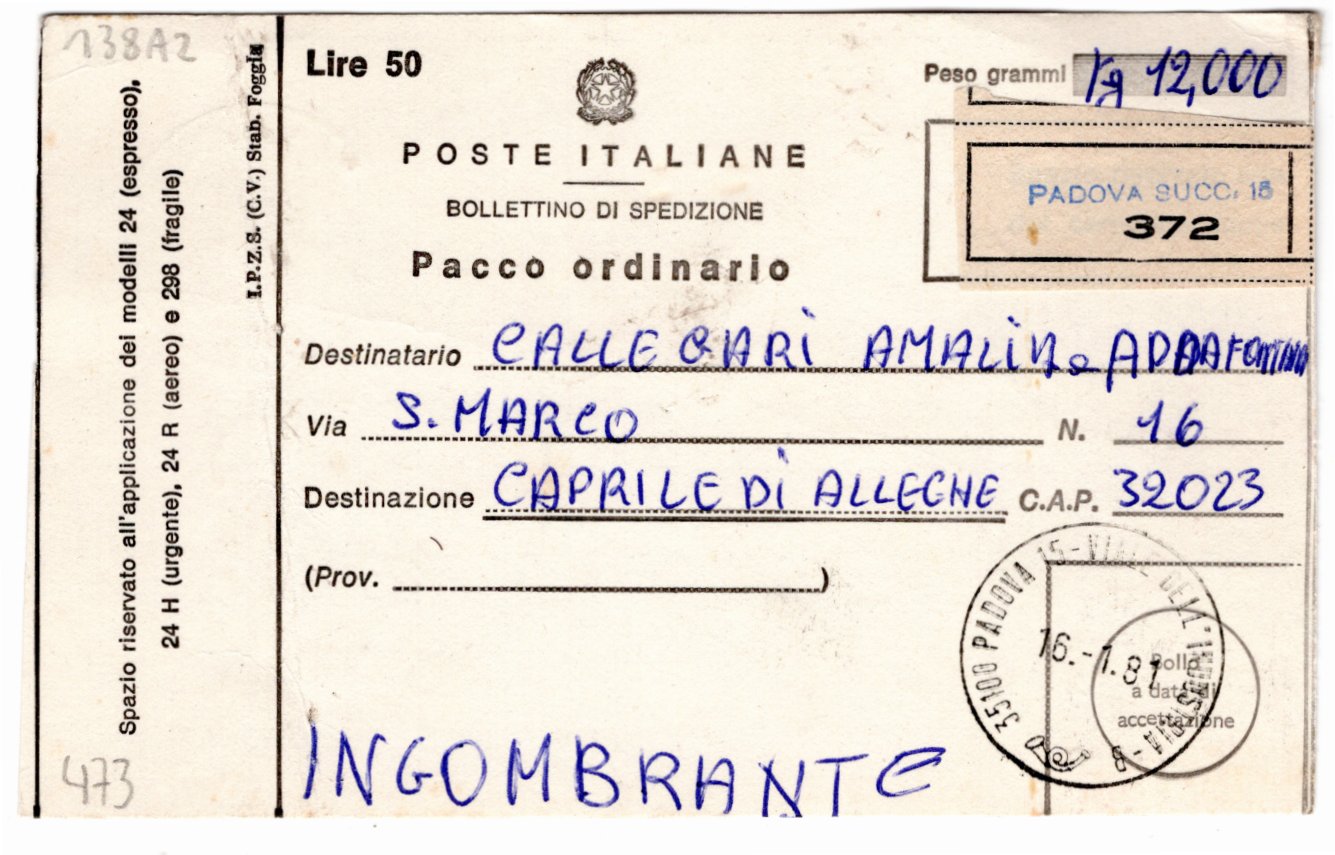 138A2
Spazio riservato all'applicazione dei modelli 24 (espresso),
24 H (urgente), 24 R (aereo) e 298 (fragile)
I.P.Z.S. (C.V.) Stab. Foggia
473
Lire 50
Peso grammi Kg 12,000
POSTE ITALIANE
BOLLETTINO DI SPEDIZIONE
Pacco ordinario
PADOVA SUCC. 15
372
Destinatario CALLEGARI AMALIA
Via S. MARCO N. 16
Destinazione CAPRILE DI ALLEGHE C.A.P. 32023
(Prov. )
35100 PADOVA 15 - VIALE DELL'INDUSTRIA - B
16.-1.81
Bollo
a data di
accettazione
INGOMBRANTE